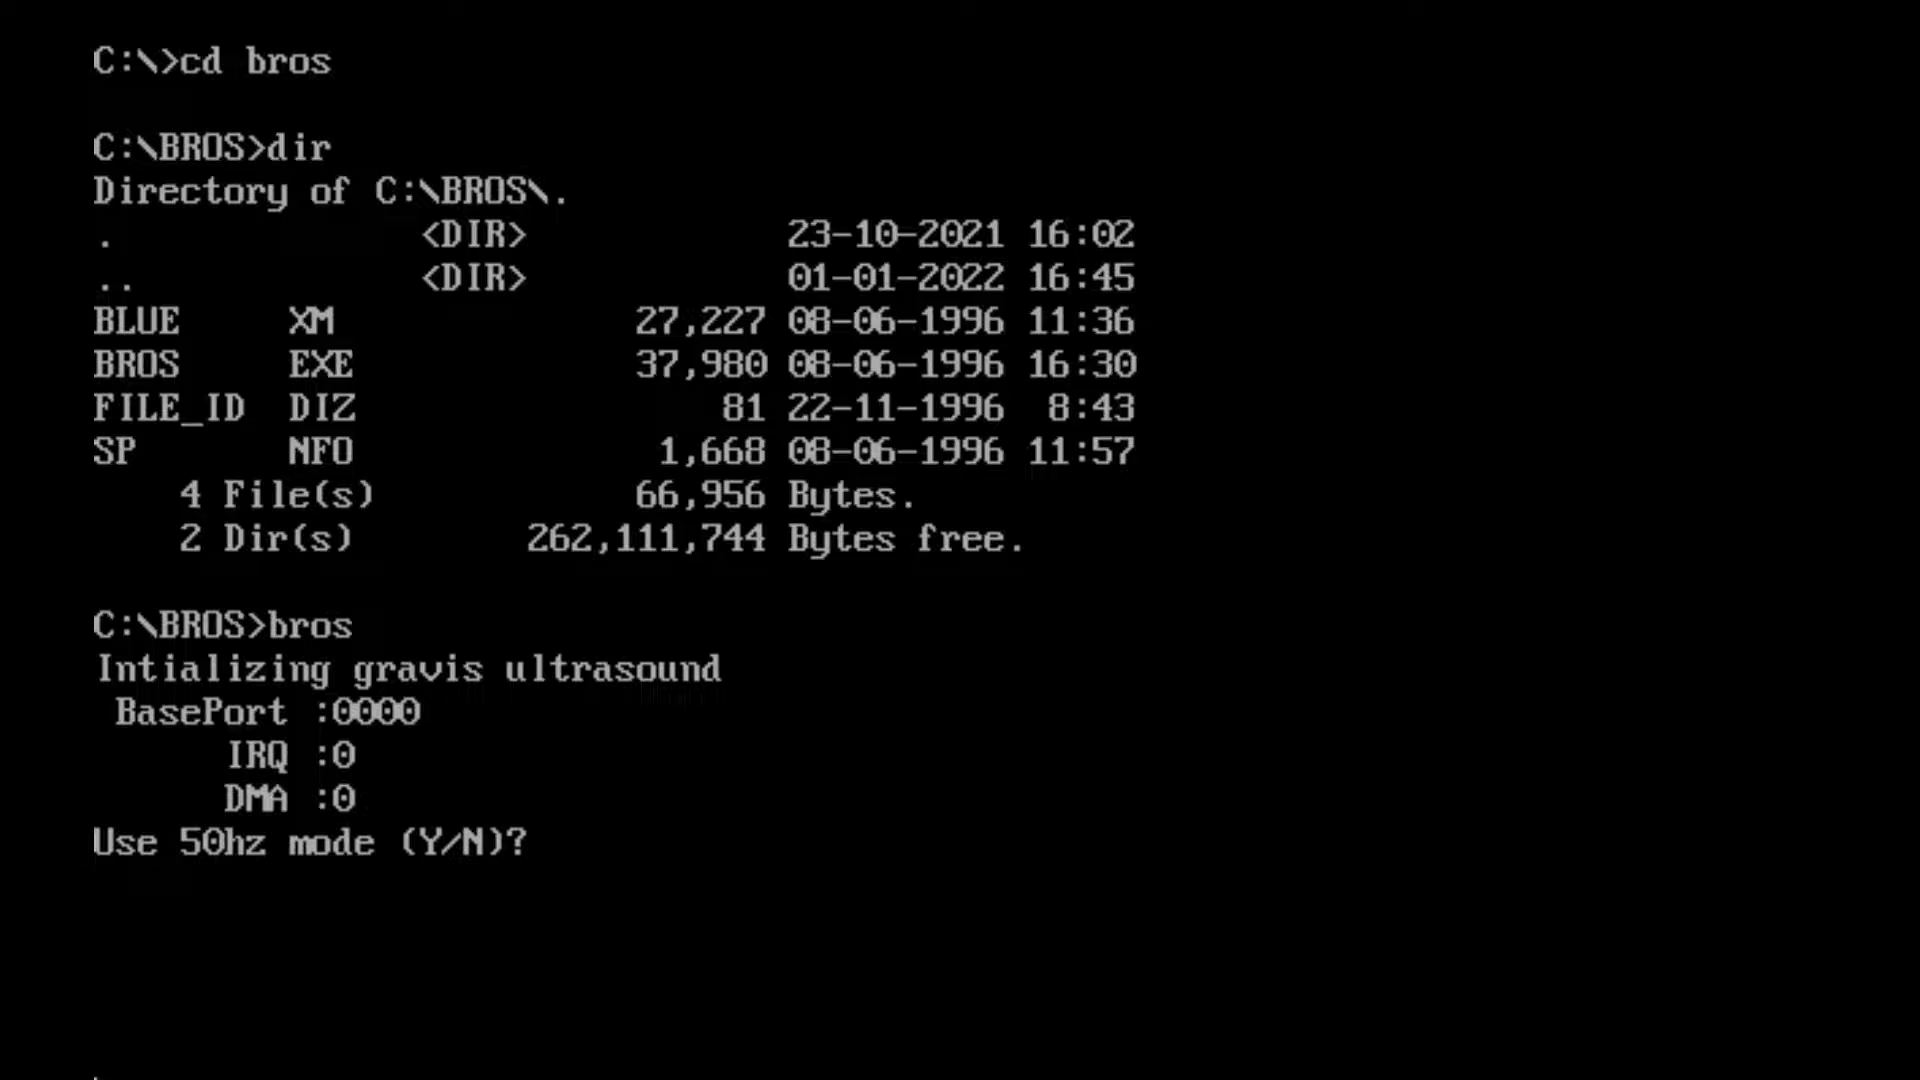 C:\>cd bros
C:\BROS>dir
Directory of C:\BROS\.
. <DIR> 23-10-2021 16:02
.. <DIR> 01-01-2022 16:45
BLUE XM 27,227 08-06-1996 11:36
BROS EXE 37,980 08-06-1996 16:30
FILE_ID DIZ 81 22-11-1996 8:43
SP NFO 1,668 08-06-1996 11:57
4 File(s) 66,956 Bytes.
2 Dir(s) 262,111,744 Bytes free.
C:\BROS>bros
Intializing gravis ultrasound
BasePort :0000
IRQ :0
DMA :0
Use 50hz mode (Y/N)?